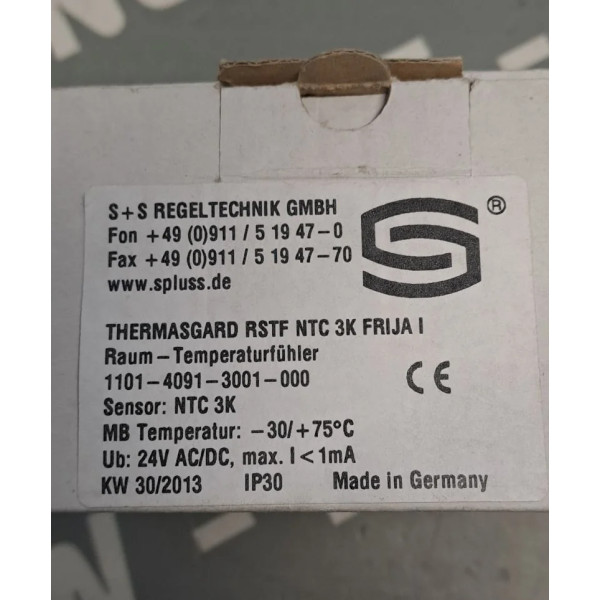 S+S REGELTECHNIK GMBH
Fon +49 (0)911 / 5 19 47-0
Fax +49 (0)911 / 5 19 47-70
www.spluss.de
®
THERMASGARD RSTF NTC 3K FRIJA I
Raum-Temperaturfühler
1101-4091-3001-000
CE
Sensor: NTC 3K
MB Temperatur: -30/+75°C
Ub: 24V AC/DC, max. I<1mA
KW 30/2013 IP30 Made in Germany